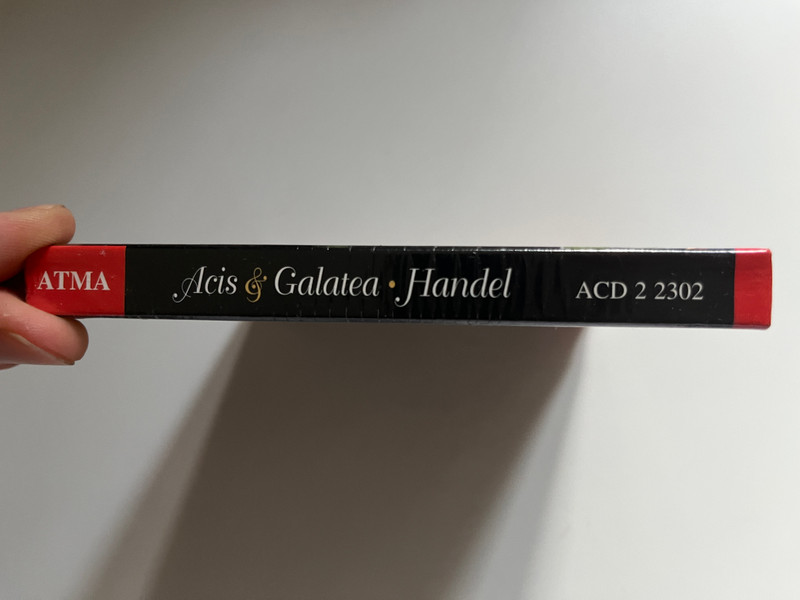 ATMA Acis & Galatea • Handel ACD 2 2302